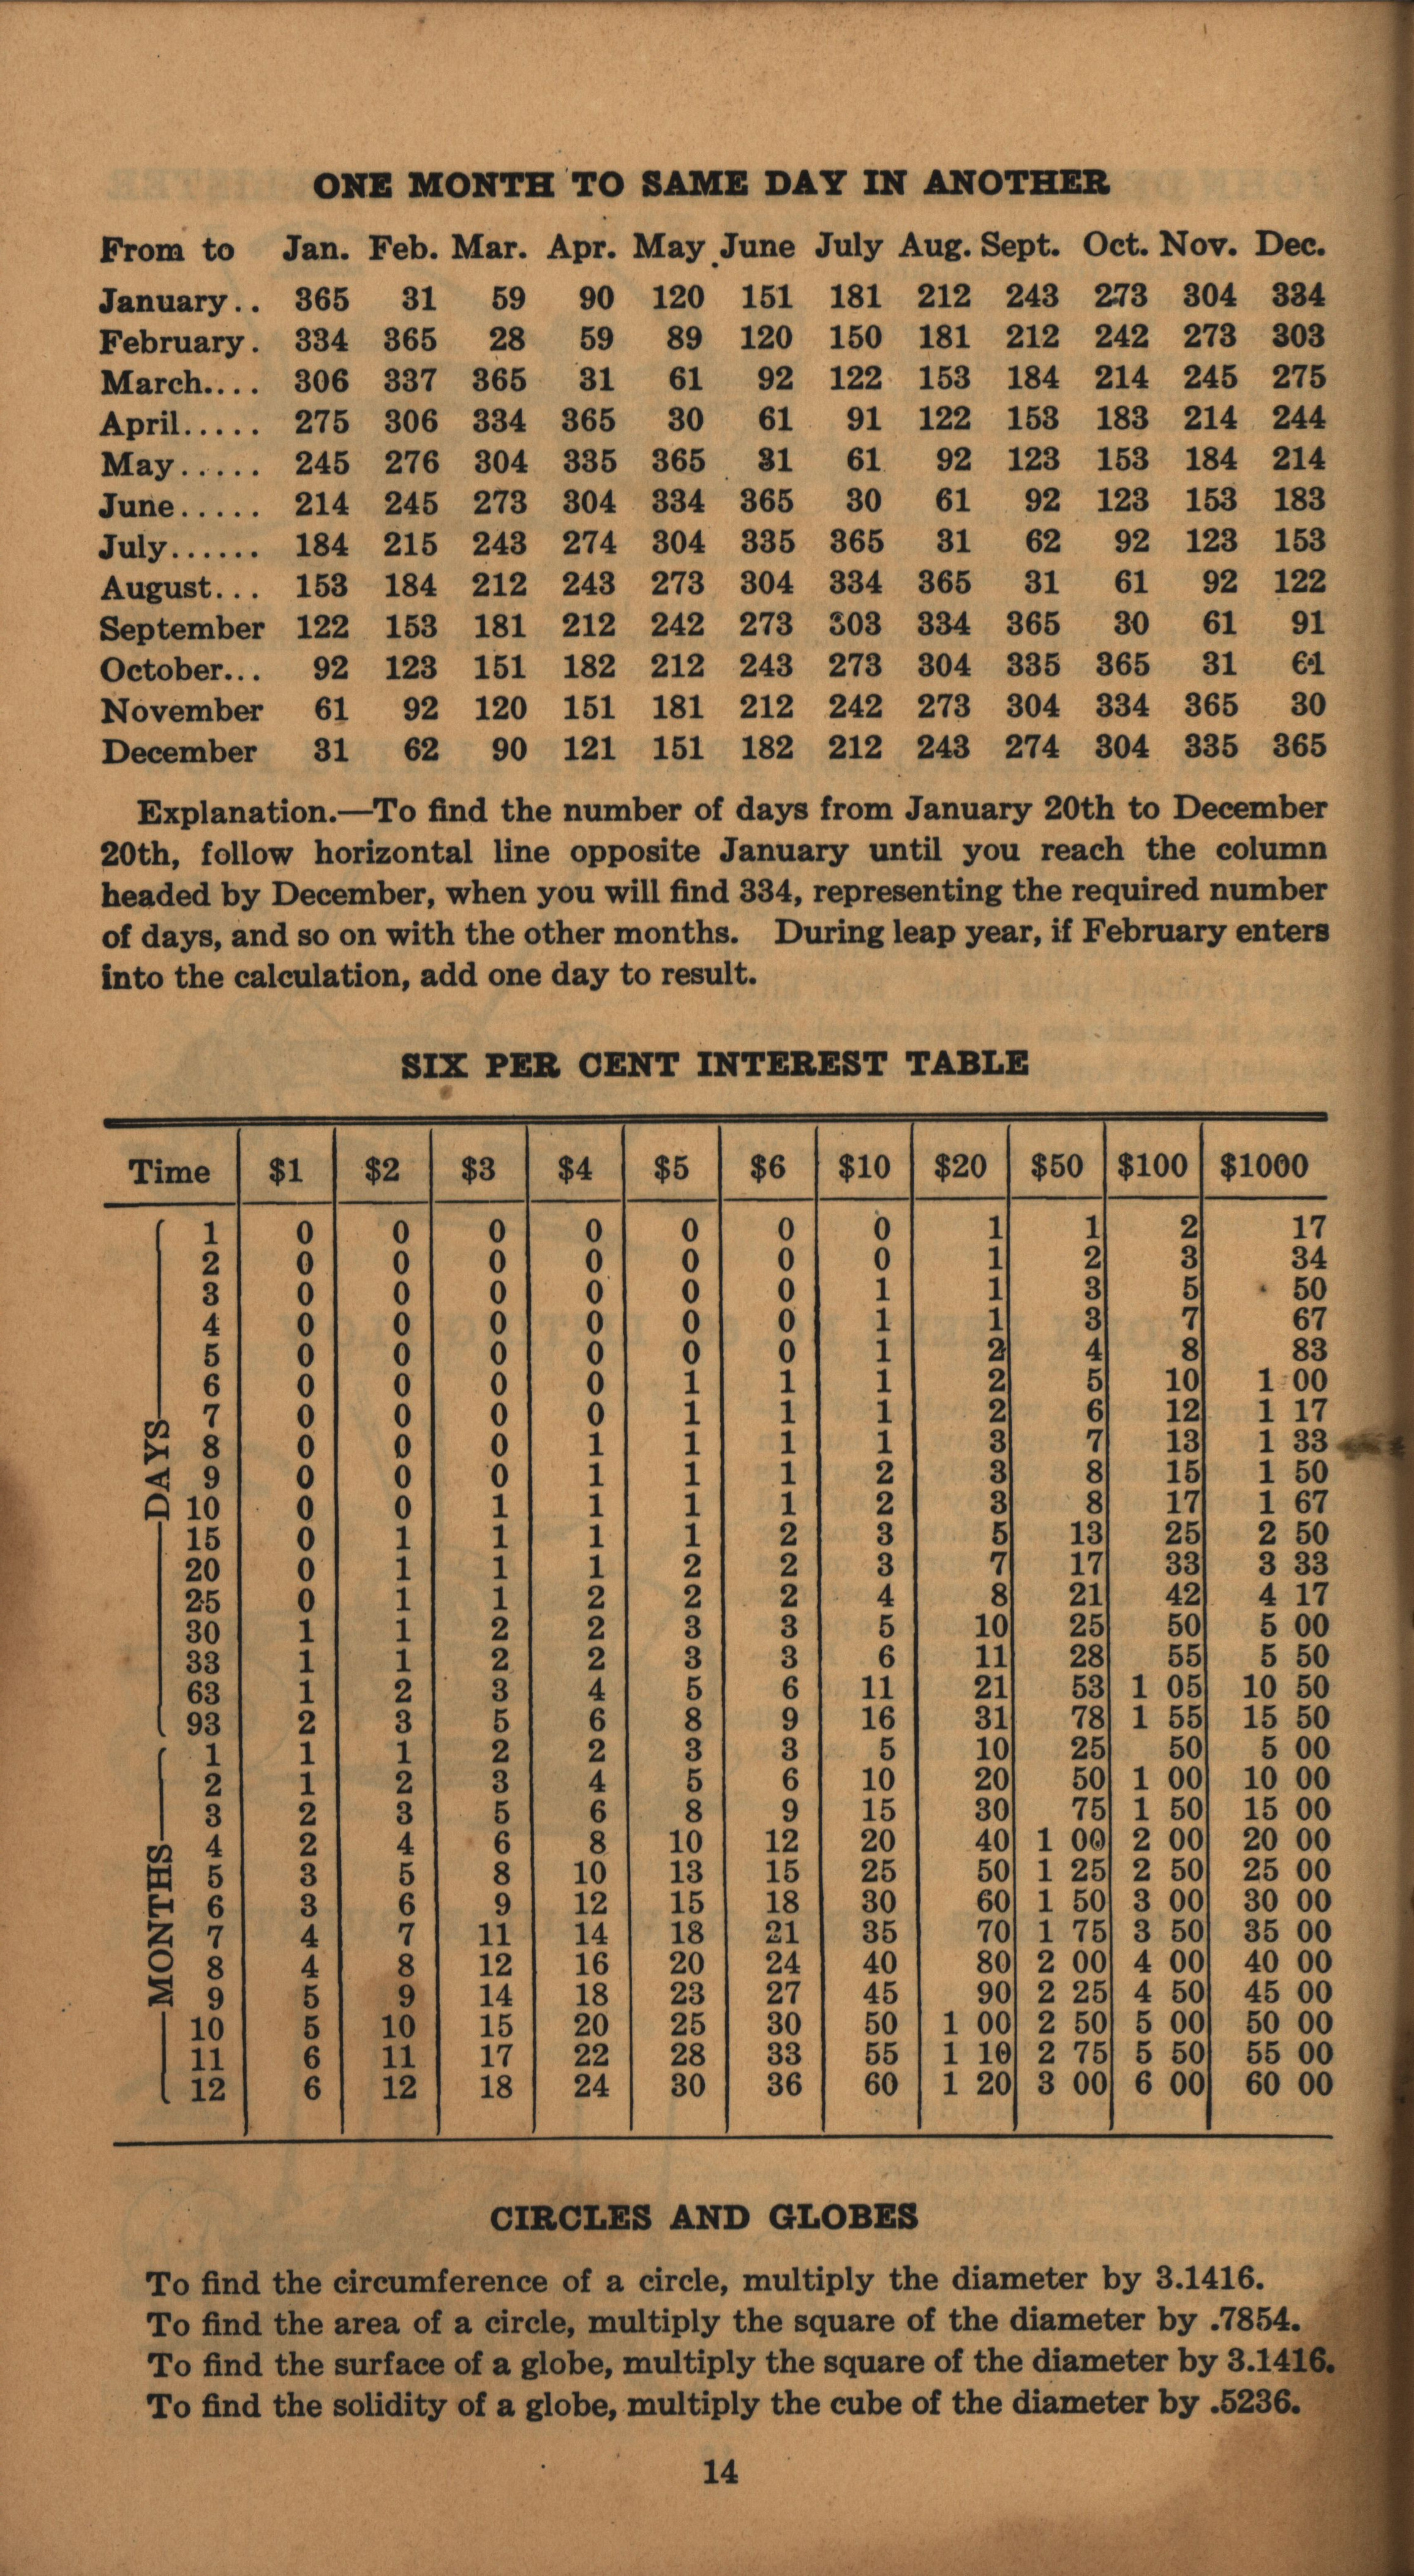 ONE MONTH TO SAME DAY IN ANOTHER
From to Jan. Feb. Mar. Apr. May June July Aug. Sept. Oct. Nov. Dec.
January.. 365 31 59 90 120 151 181 212 243 273 304 334
February. 334 365 28 59 89 120 150 181 212 242 273 303
March.... 306 337 365 31 61 92 122 153 184 214 245 275
April..... 275 306 334 365 30 61 91 122 153 183 214 244
May..... 245 276 304 335 365 31 61 92 123 153 184 214
June..... 214 245 273 304 334 365 30 61 92 123 153 183
July...... 184 215 243 274 304 335 365 31 62 92 123 153
August... 153 184 212 243 273 304 334 365 31 61 92 122
September 122 153 181 212 242 273 303 334 365 30 61 91
October... 92 123 151 182 212 243 273 304 335 365 31 61
November 61 92 120 151 181 212 242 273 304 334 365 30
December 31 62 90 121 151 182 212 243 274 304 335 365
Explanation.—To find the number of days from January 20th to December
20th, follow horizontal line opposite January until you reach the column
headed by December, when you will find 334, representing the required number
of days, and so on with the other months. During leap year, if February enters
into the calculation, add one day to result.
SIX PER CENT INTEREST TABLE
Time $1 $2 $3 $4 $5 $6 $10 $20 $50 $100 $1000
DAYS
1 0 0 0 0 0 0 0 1 1 2 17
2 0 0 0 0 0 0 0 1 2 3 34
3 0 0 0 0 0 0 1 1 3 5 50
4 0 0 0 0 0 0 1 1 3 7 67
5 0 0 0 0 0 0 1 2 4 8 83
6 0 0 0 0 1 1 1 2 5 10 1 00
7 0 0 0 0 1 1 1 2 6 12 1 17
8 0 0 0 1 1 1 1 3 7 13 1 33
9 0 0 0 1 1 1 2 3 8 15 1 50
10 0 0 1 1 1 1 2 3 8 17 1 67
15 0 1 1 1 1 2 3 5 13 25 2 50
20 0 1 1 1 2 2 3 7 17 33 3 33
25 0 1 1 2 2 2 4 8 21 42 4 17
30 1 1 2 2 3 3 5 10 25 50 5 00
33 1 1 2 2 3 3 6 11 28 55 5 50
63 1 2 3 4 5 6 11 21 53 1 05 10 50
93 2 3 5 6 8 9 16 31 78 1 55 15 50
MONTHS
1 1 1 2 2 3 3 5 10 25 50 5 00
2 1 2 3 4 5 6 10 20 50 1 00 10 00
3 2 3 5 6 8 9 15 30 75 1 50 15 00
4 2 4 6 8 10 12 20 40 1 00 2 00 20 00
5 3 5 8 10 13 15 25 50 1 25 2 50 25 00
6 3 6 9 12 15 18 30 60 1 50 3 00 30 00
7 4 7 11 14 18 21 35 70 1 75 3 50 35 00
8 4 8 12 16 20 24 40 80 2 00 4 00 40 00
9 5 9 14 18 23 27 45 90 2 25 4 50 45 00
10 5 10 15 20 25 30 50 1 00 2 50 5 00 50 00
11 6 11 17 22 28 33 55 1 10 2 75 5 50 55 00
12 6 12 18 24 30 36 60 1 20 3 00 6 00 60 00
CIRCLES AND GLOBES
To find the circumference of a circle, multiply the diameter by 3.1416.
To find the area of a circle, multiply the square of the diameter by .7854.
To find the surface of a globe, multiply the square of the diameter by 3.1416.
To find the solidity of a globe, multiply the cube of the diameter by .5236.
14